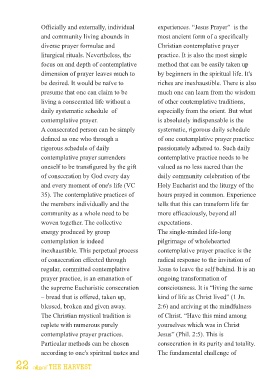 Officially and externally, individual
and community living abounds in
diverse prayer formulae and
liturgical rituals. Nevertheless, the
focus on and depth of contemplative
dimension of prayer leaves much to
be desired. It would be naïve to
presume that one can claim to be
living a consecrated life without a
daily systematic schedule of
contemplative prayer.
A consecrated person can be simply
defined as one who through a
rigorous schedule of daily
contemplative prayer surrenders
oneself to be transfigured by the gift
of consecration by God every day
and every moment of one's life (VC
35). The contemplative practices of
the members individually and the
community as a whole need to be
woven together. The collective
energy produced by group
contemplation is indeed
inexhaustible. This perpetual process
of consecration effected through
regular, committed contemplative
prayer practice, is an emanation of
the supreme Eucharistic consecration
– bread that is offered, taken up,
blessed, broken and given away.
The Christian mystical tradition is
replete with numerous purely
contemplative prayer practices.
Particular methods can be chosen
according to one's spiritual tastes and
experiences. "Jesus Prayer" is the
most ancient form of a specifically
Christian contemplative prayer
practice. It is also the most simple
method that can be easily taken up
by beginners in the spiritual life. It's
riches are inexhaustible. There is also
much one can learn from the wisdom
of other contemplative traditions,
especially from the orient. But what
is absolutely indispensable is the
systematic, rigorous daily schedule
of one contemplative prayer practice
passionately adhered to. Such daily
contemplative practice needs to be
valued as no less sacred than the
daily community celebration of the
Holy Eucharist and the liturgy of the
hours prayed in common. Experience
tells that this can transform life far
more efficaciously, beyond all
expectations.
The single-minded life-long
pilgrimage of wholehearted
contemplative prayer practice is the
radical response to the invitation of
Jesus to leave the self behind. It is an
ongoing transformation of
consciousness. It is "living the same
kind of life as Christ lived" (1 Jn.
2:6) and arriving at the mindfulness
of Christ. "Have this mind among
yourselves which was in Christ
Jesus" (Phil. 2:5). This is
consecration in its purity and totality.
The fundamental challenge of
22 THE HARVEST